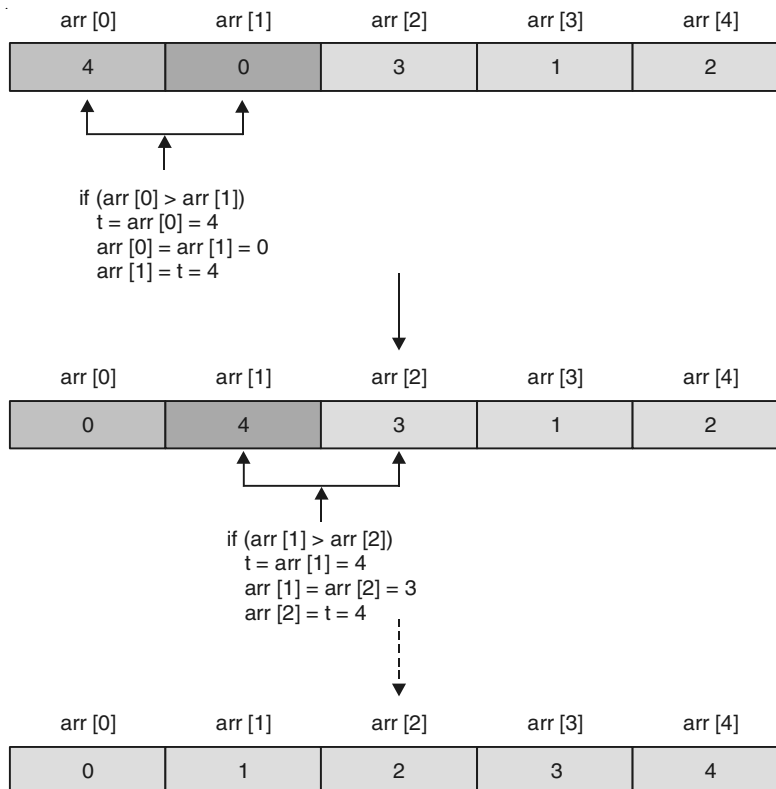 arr [0] arr [1] arr [2] arr [3] arr [4]
4 0 3 1 2
if (arr [0] > arr [1])
t = arr [0] = 4
arr [0] = arr [1] = 0
arr [1] = t = 4
arr [0] arr [1] arr [2] arr [3] arr [4]
0 4 3 1 2
if (arr [1] > arr [2])
t = arr [1] = 4
arr [1] = arr [2] = 3
arr [2] = t = 4
arr [0] arr [1] arr [2] arr [3] arr [4]
0 1 2 3 4